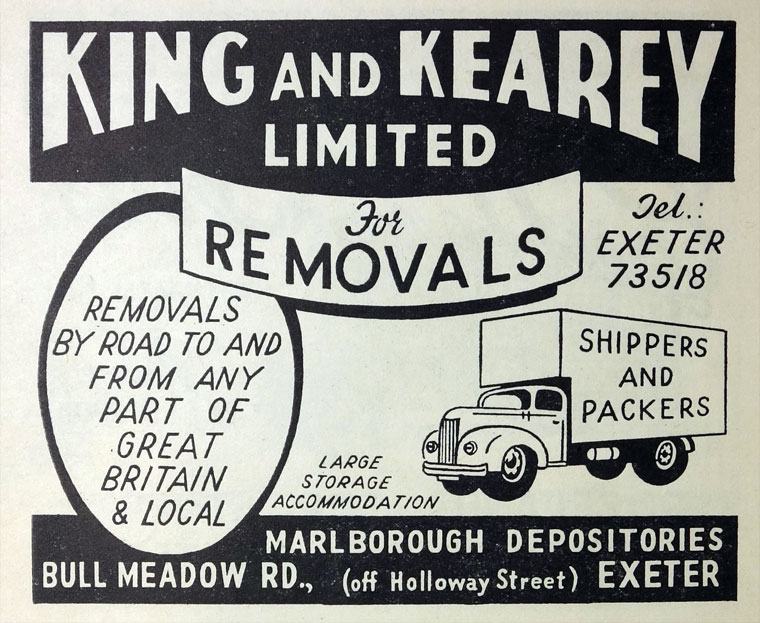 KING AND KEAREY
LIMITED
For
REMOVALS
Tel.:
EXETER
73518
REMOVALS
BY ROAD TO AND
FROM ANY
PART OF
GREAT
BRITAIN
& LOCAL
SHIPPERS
AND
PACKERS
LARGE
STORAGE
ACCOMMODATION
MARLBOROUGH DEPOSITORIES
BULL MEADOW RD., (off Holloway Street) EXETER